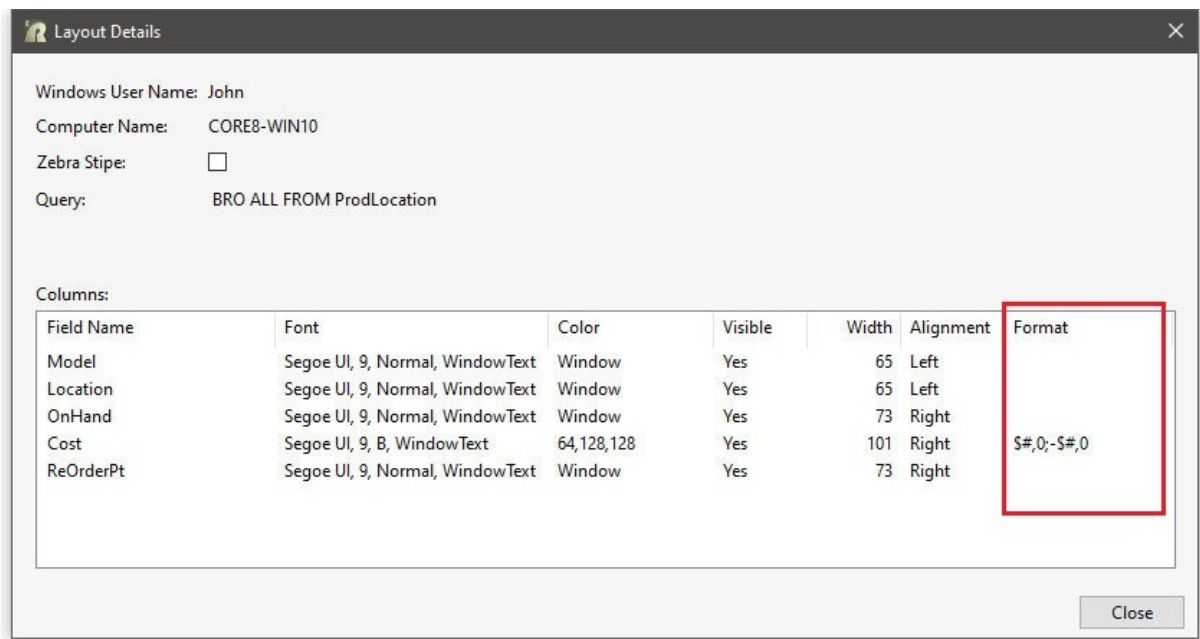 Layout Details
Windows User Name: John
Computer Name: CORE8-WIN10
Zebra Stipe:
Query: BRO ALL FROM ProdLocation
Columns:
Field Name Font Color Visible Width Alignment Format
Model Segoe UI, 9, Normal, WindowText Window Yes 65 Left
Location Segoe UI, 9, Normal, WindowText Window Yes 65 Left
OnHand Segoe UI, 9, Normal, WindowText Window Yes 73 Right
Cost Segoe UI, 9, B, WindowText 64,128,128 Yes 101 Right $#,0;-$#,0
ReOrderPt Segoe UI, 9, Normal, WindowText Window Yes 73 Right
Close